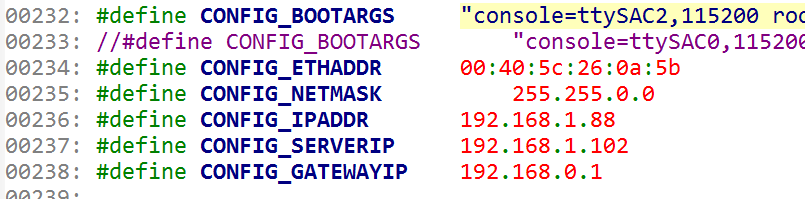 00232: #define CONFIG_BOOTARGS "console=ttySAC2,115200
00233: //#define CONFIG_BOOTARGS "console=ttySAC0,115200
00234: #define CONFIG_ETHADDR 00:40:5c:26:0a:5b
00235: #define CONFIG_NETMASK 255.255.0.0
00236: #define CONFIG_IPADDR 192.168.1.88
00237: #define CONFIG_SERVERIP 192.168.1.102
00238: #define CONFIG_GATEWAYIP 192.168.0.1
00239: